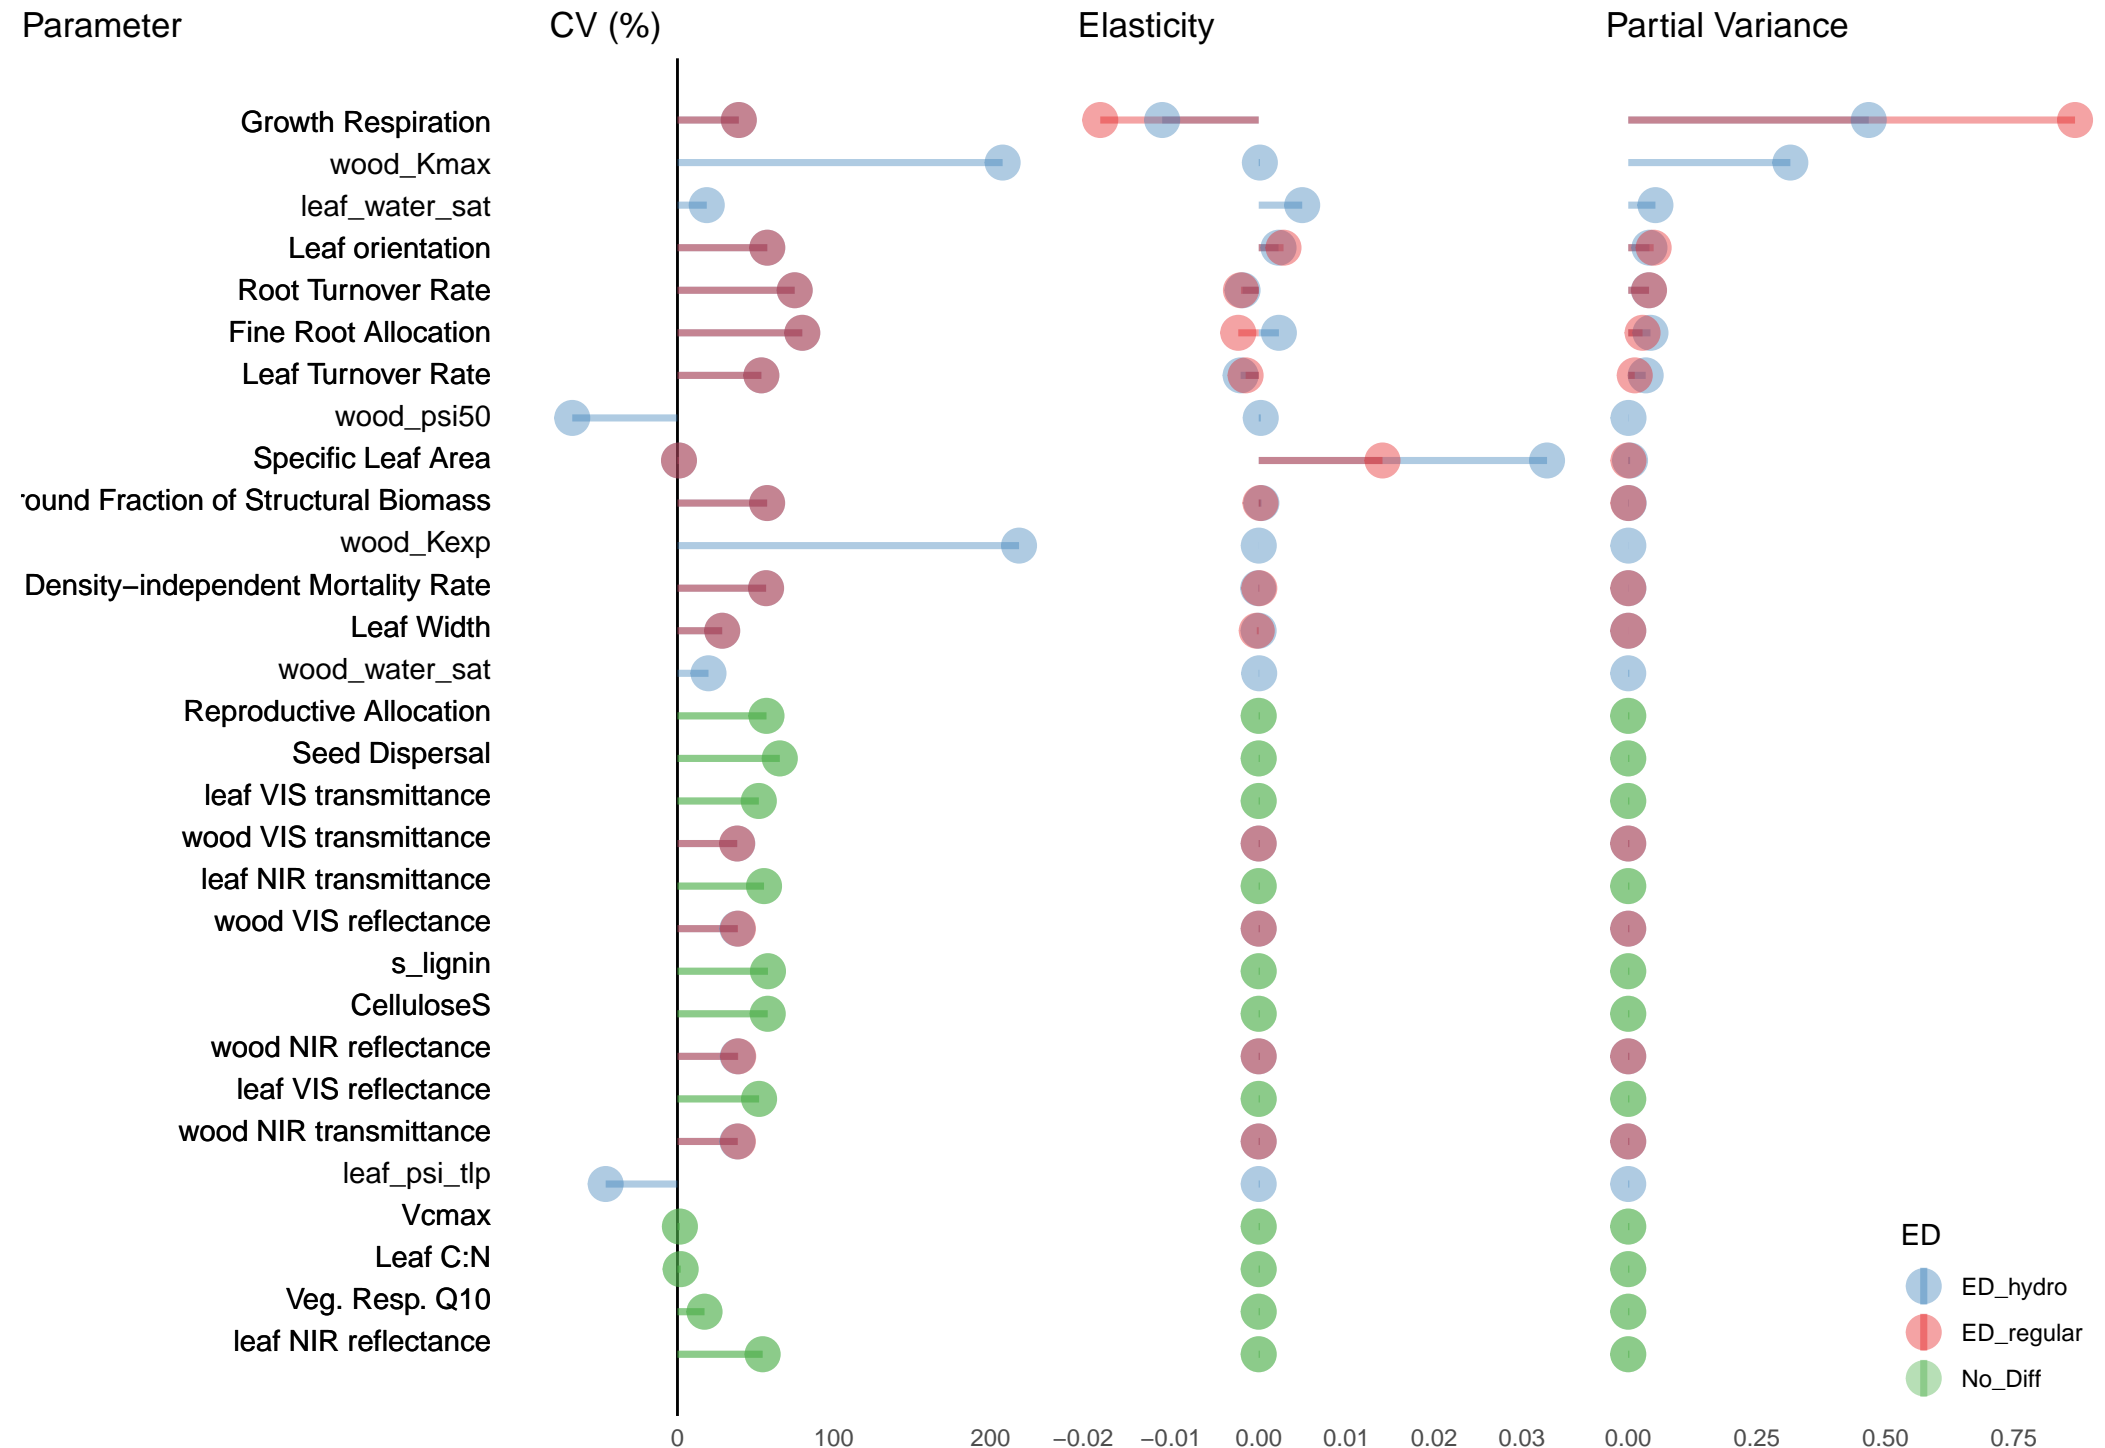 Parameter CV (%) Elasticity Partial Variance
Growth Respiration
wood_Kmax
leaf_water_sat
Leaf orientation
Root Turnover Rate
Fine Root Allocation
Leaf Turnover Rate
wood_psi50
Specific Leaf Area
ound Fraction of Structural Biomass
wood_Kexp
Density−independent Mortality Rate
Leaf Width
wood_water_sat
Reproductive Allocation
Seed Dispersal
leaf VIS transmittance
wood VIS transmittance
leaf NIR transmittance
wood VIS reflectance
s_lignin
CelluloseS
wood NIR reflectance
leaf VIS reflectance
wood NIR transmittance
leaf_psi_tlp
Vcmax
Leaf C:N
Veg. Resp. Q10
leaf NIR reflectance
ED
ED_hydro
ED_regular
No_Diff
0 100 200 −0.02 −0.01 0.00 0.01 0.02 0.03 0.00 0.25 0.50 0.75